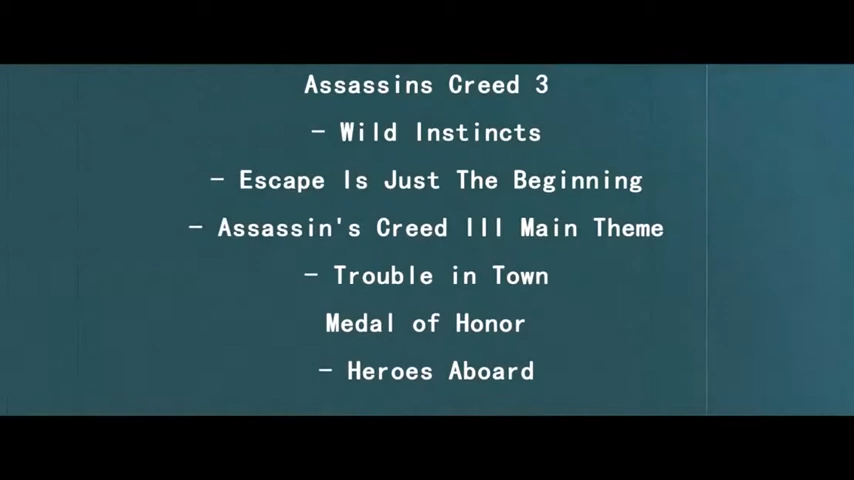 Assassins Creed 3
- Wild Instincts
- Escape Is Just The Beginning
- Assassin's Creed III Main Theme
- Trouble in Town
Medal of Honor
- Heroes Aboard